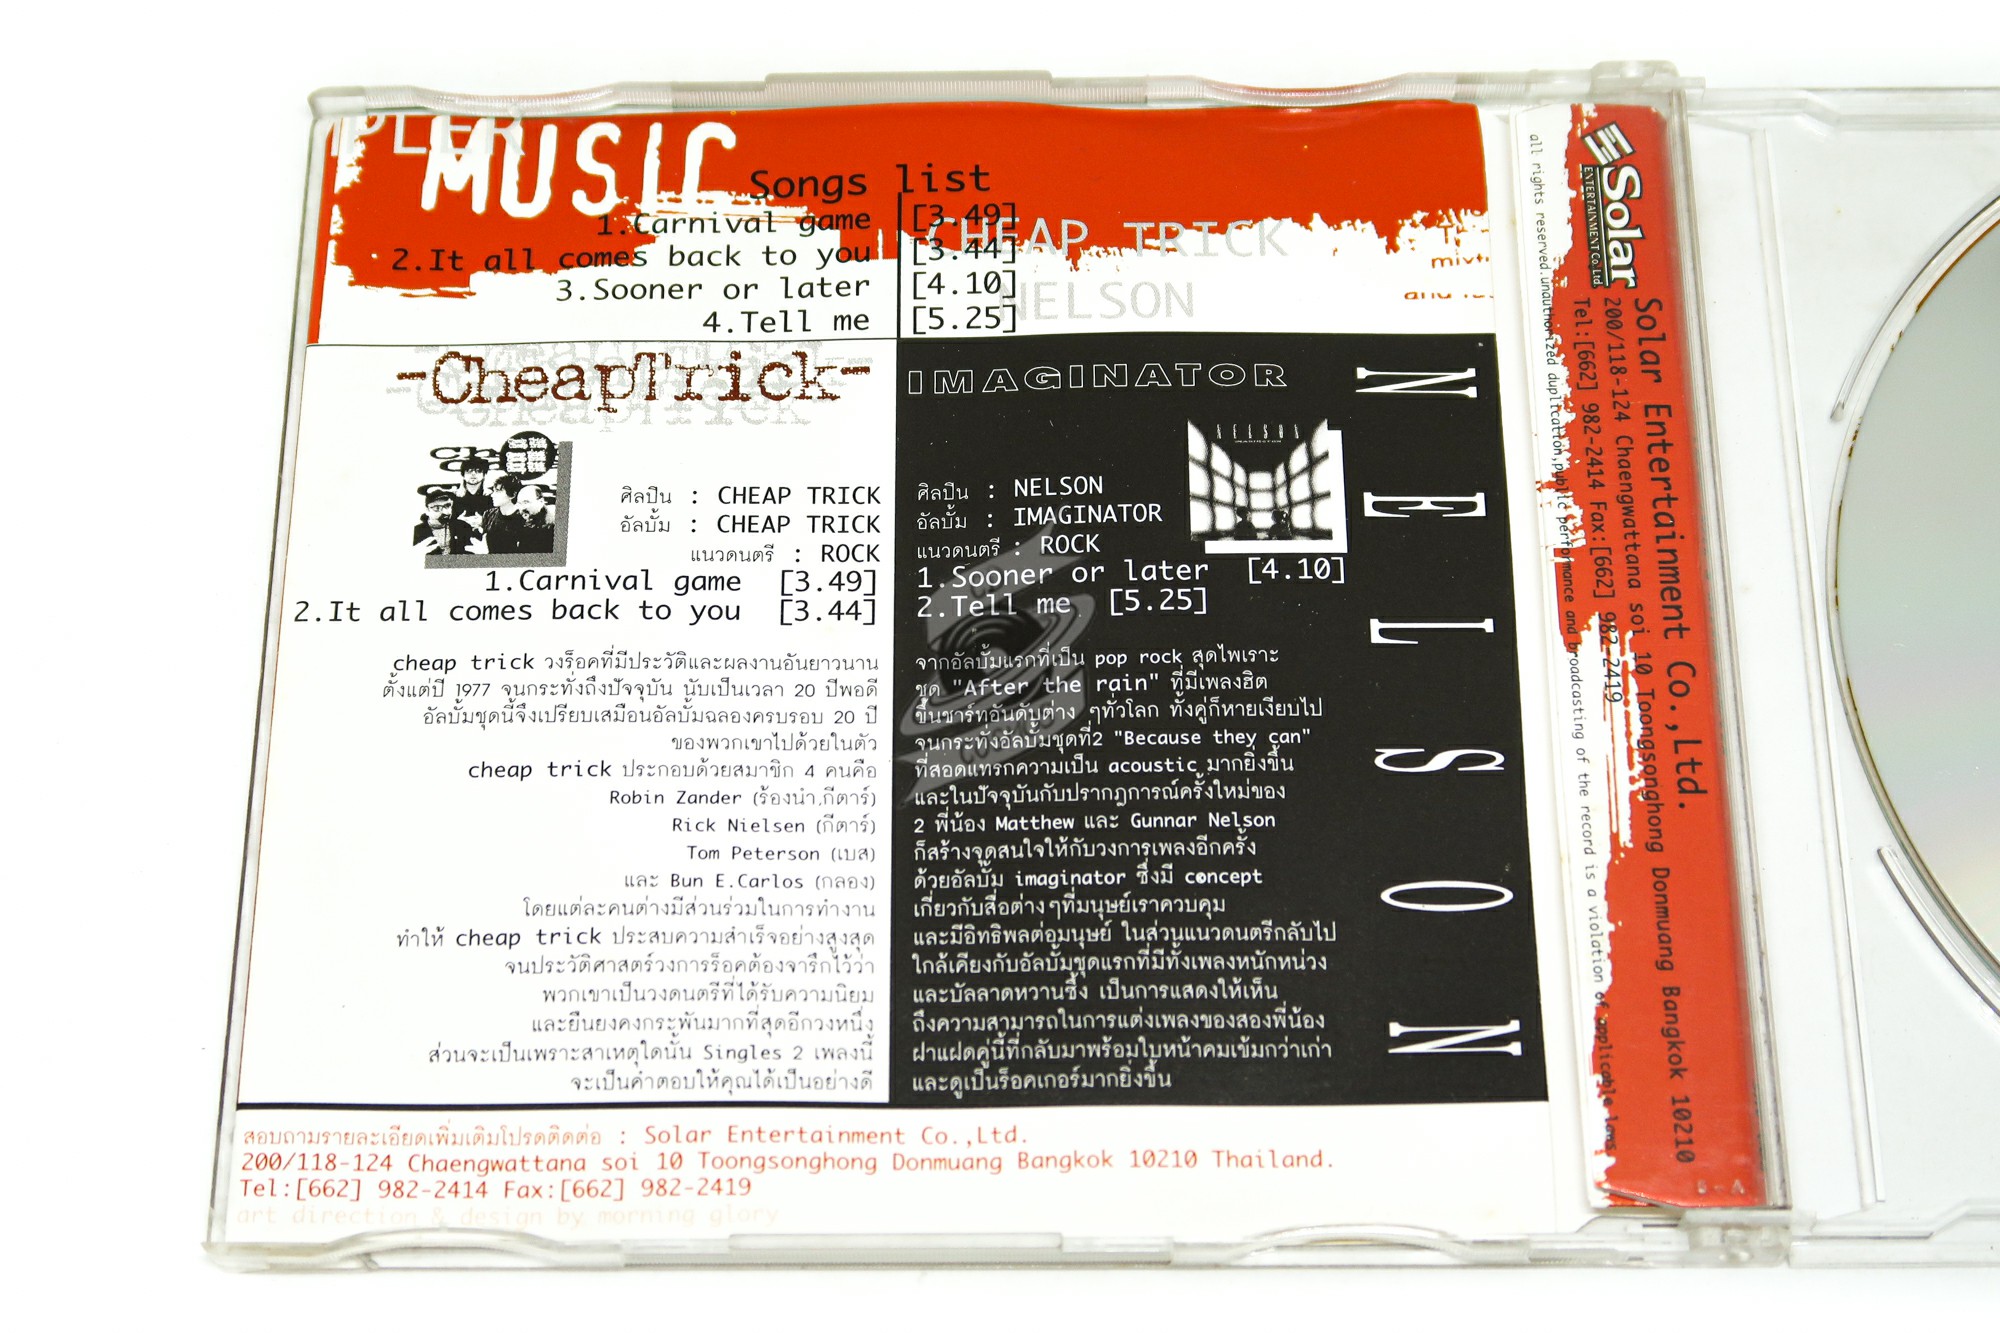 MPLER
MUSIC
Songs list
1.Carnival game [3.49]
2.It all comes back to you [3.44]
3.Sooner or later [4.10]
4.Tell me [5.25]
CHEAP TRICK
NELSON
-CheapTrick-
ศิลปิน : CHEAP TRICK
อัลบั้ม : CHEAP TRICK
แนวดนตรี : ROCK
1.Carnival game [3.49]
2.It all comes back to you [3.44]
cheap trick วงร็อคที่มีประวัติและผลงานอันยาวนาน
ตั้งแต่ปี 1977 จนกระทั่งถึงปัจจุบัน นับเป็นเวลา 20 ปีพอดี
อัลบั้มชุดนี้จึงเปรียบเสมือนอัลบั้มฉลองครบรอบ 20 ปี
ของพวกเขาไปด้วยในตัว
cheap trick ประกอบด้วยสมาชิก 4 คนคือ
Robin Zander (ร้องนำ,กีตาร์)
Rick Nielsen (กีตาร์)
Tom Peterson (เบส)
และ Bun E.Carlos (กลอง)
โดยแต่ละคนต่างมีส่วนร่วมในการทำงาน
ทำให้ cheap trick ประสบความสำเร็จอย่างสูงสุด
จนประวัติศาสตร์วงการร็อคต้องจารึกไว้ว่า
พวกเขาเป็นวงดนตรีที่ได้รับความนิยม
และยืนยงคงกระพันมากที่สุดอีกวงหนึ่ง
ส่วนจะเป็นเพราะสาเหตุใดนั้น Singles 2 เพลงนี้
จะเป็นคำตอบให้คุณได้เป็นอย่างดี
IMAGINATOR
NELSON
NELSON
ศิลปิน : NELSON
อัลบั้ม : IMAGINATOR
แนวดนตรี : ROCK
1.Sooner or later [4.10]
2.Tell me [5.25]
จากอัลบั้มแรกที่เป็น pop rock สุดไพเราะ
ชุด "After the rain" ที่มีเพลงฮิต
ขึ้นชาร์ทอันดับต่าง ๆทั่วโลก ทั้งคู่ก็หายเงียบไป
จนกระทั่งอัลบั้มชุดที่2 "Because they can"
ที่สอดแทรกความเป็น acoustic มากยิ่งขึ้น
และในปัจจุบันกับปรากฎการณ์ครั้งใหม่ของ
2 พี่น้อง Matthew และ Gunnar Nelson
ก็สร้างจุดสนใจให้กับวงการเพลงอีกครั้ง
ด้วยอัลบั้ม imaginator ซึ่งมี concept
เกี่ยวกับสื่อต่างๆที่มนุษย์เราควบคุม
และมีอิทธิพลต่อมนุษย์ ในส่วนแนวดนตรีกลับไป
ใกล้เคียงกับอัลบั้มชุดแรกที่มีทั้งเพลงหนักหน่วง
และบัลลาดหวานซึ้ง เป็นการแสดงให้เห็น
ถึงความสามารถในการแต่งเพลงของสองพี่น้อง
ฝาแฝดคู่นี้ที่กลับมาพร้อมใบหน้าคมเข้มกว่าเก่า
และดูเป็นร็อคเกอร์มากยิ่งขึ้น
สอบถามรายละเอียดเพิ่มเติมโปรดติดต่อ : Solar Entertainment Co.,Ltd.
200/118-124 Chaengwattana soi 10 Toongsonghong Donmuang Bangkok 10210 Thailand.
Tel:[662] 982-2414 Fax:[662] 982-2419
art direction & design by morning glory
Solar
ENTERTAINMENT Co.,Ltd.
Solar Entertainment Co.,Ltd.
200/118-124 Chaengwattana soi 10 Toongsonghong Donmuang Bangkok 10210
Tel:[662] 982-2414 Fax:[662] 982-2419
all rights reserved.unauthorized duplication,public performance and broadcasting of the record is a violation of applicable laws